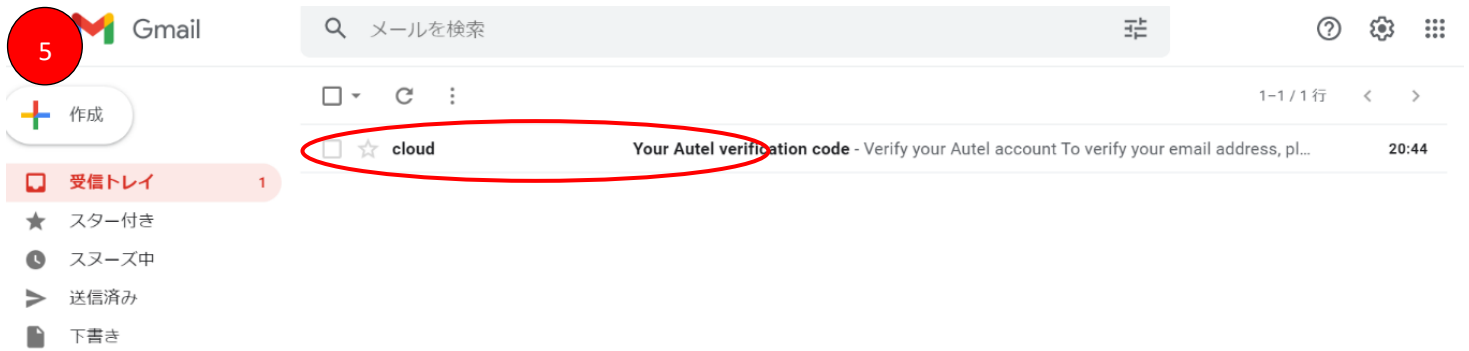 5
Gmail
メールを検索
作成
1–1 / 1 行
cloud Your Autel verification code - Verify your Autel account To verify your email address, pl... 20:44
受信トレイ 1
スター付き
スヌーズ中
送信済み
下書き